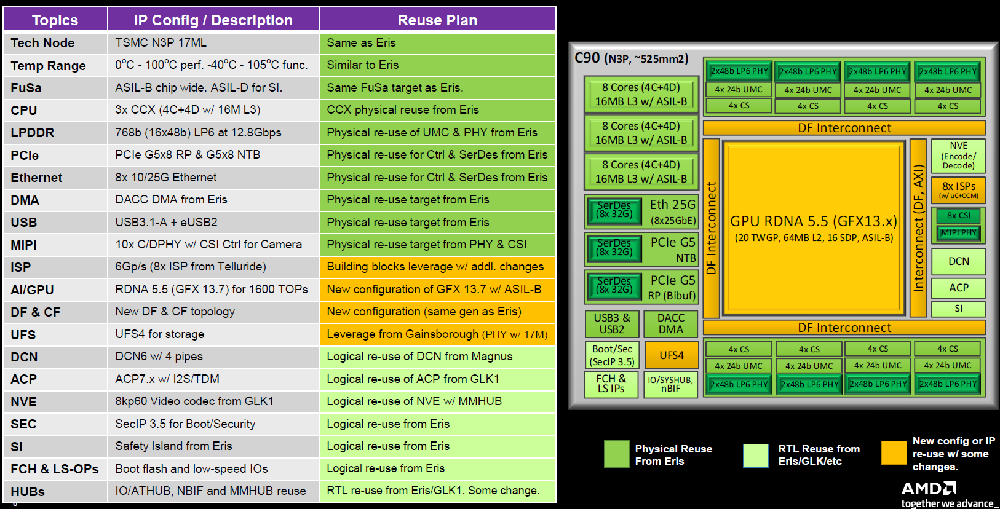 Topics IP Config / Description Reuse Plan
Tech Node TSMC N3P 17ML Same as Eris
Temp Range 0°C - 100°C perf. -40°C - 105°C func. Similar to Eris
FuSa ASIL-B chip wide. ASIL-D for SI. Same FuSa target as Eris.
CPU 3x CCX (4C+4D w/ 16M L3) CCX physical reuse from Eris
LPDDR 768b (16x48b) LP6 at 12.8Gbps Physical re-use of UMC & PHY from Eris
PCIe PCIe G5x8 RP & G5x8 NTB Physical re-use for Ctrl & SerDes from Eris
Ethernet 8x 10/25G Ethernet Physical re-use for Ctrl & SerDes from Eris
DMA DACC DMA from Eris Physical re-use target from Eris
USB USB3.1-A + eUSB2 Physical re-use target from Eris
MIPI 10x C/DPHY w/ CSI Ctrl for Camera Physical re-use target from PHY & CSI
ISP 6Gp/s (8x ISP from Telluride) Building blocks leverage w/ addl. changes
AI/GPU RDNA 5.5 (GFX 13.7) for 1600 TOPs New configuration of GFX 13.7 w/ ASIL-B
DF & CF New DF & CF topology New configuration (same gen as Eris)
UFS UFS4 for storage Leverage from Gainsborough (PHY w/ 17M)
DCN DCN6 w/ 4 pipes Logical re-use of DCN from Magnus
ACP ACP7.x w/ I2S/TDM Logical re-use of ACP from GLK1
NVE 8kp60 Video codec from GLK1 Logical re-use of NVE w/ MMHUB
SEC SecIP 3.5 for Boot/Security Logical re-use from Eris
SI Safety Island from Eris Logical re-use from Eris
FCH & LS-OPs Boot flash and low-speed IOs Logical re-use from Eris
HUBs IO/ATHUB, NBIF and MMHUB reuse RTL re-use from Eris/GLK1. Some change.
C90 (N3P, ~525mm2)
8 Cores (4C+4D)
16MB L3 w/ ASIL-B
8 Cores (4C+4D)
16MB L3 w/ ASIL-B
8 Cores (4C+4D)
16MB L3 w/ ASIL-B
SerDes
(8x 32G)
Eth 25G
(8x25GbE)
SerDes
(8x 32G)
PCIe G5
NTB
SerDes
(8x 32G)
PCIe G5
RP (Bibuf)
USB3 &
USB2
DACC
DMA
Boot/Sec
(SecIP 3.5)
UFS4
FCH &
LS IPs
IO/SYSHUB,
nBIF
2x48b LP6 PHY 2x48b LP6 PHY 2x48b LP6 PHY 2x48b LP6 PHY
4x 24b UMC 4x 24b UMC 4x 24b UMC 4x 24b UMC
4x CS 4x CS 4x CS 4x CS
DF Interconnect
DF Interconnect
GPU RDNA 5.5 (GFX13.x)
(20 TWGP, 64MB L2, 16 SDP, ASIL-B)
Interconnect (DF, AXI)
NVE
(Encode/
Decode)
8x ISPs
(w/ uC+OCM)
8x CSI
MIPI PHY
DCN
ACP
SI
DF Interconnect
4x CS 4x CS 4x CS 4x CS
4x 24b UMC 4x 24b UMC 4x 24b UMC 4x 24b UMC
2x48b LP6 PHY 2x48b LP6 PHY 2x48b LP6 PHY 2x48b LP6 PHY
Physical Reuse
From Eris
RTL Reuse from
Eris/GLK/etc
New config or IP
re-use w/ some
changes.
AMD
together we advance_